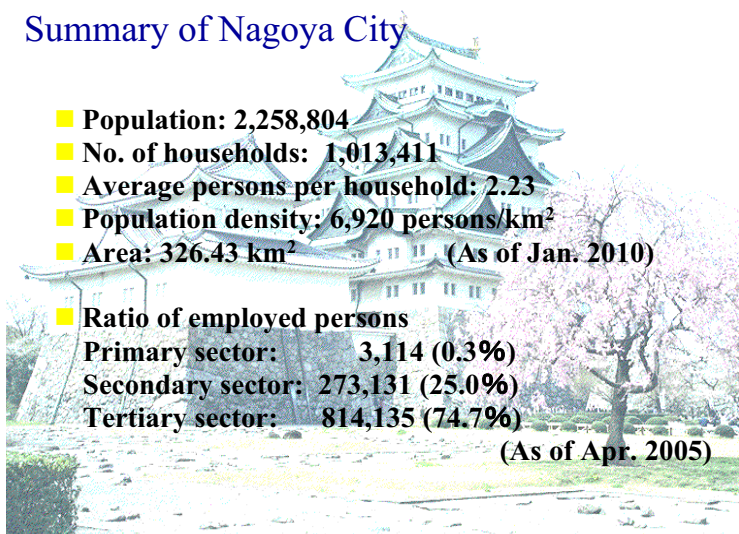 Summary of Nagoya City
Population: 2,258,804
No. of households: 1,013,411
Average persons per household: 2.23
Population density: 6,920 persons/km²
Area: 326.43 km² (As of Jan. 2010)
Ratio of employed persons
Primary sector: 3,114 (0.3%)
Secondary sector: 273,131 (25.0%)
Tertiary sector: 814,135 (74.7%)
(As of Apr. 2005)